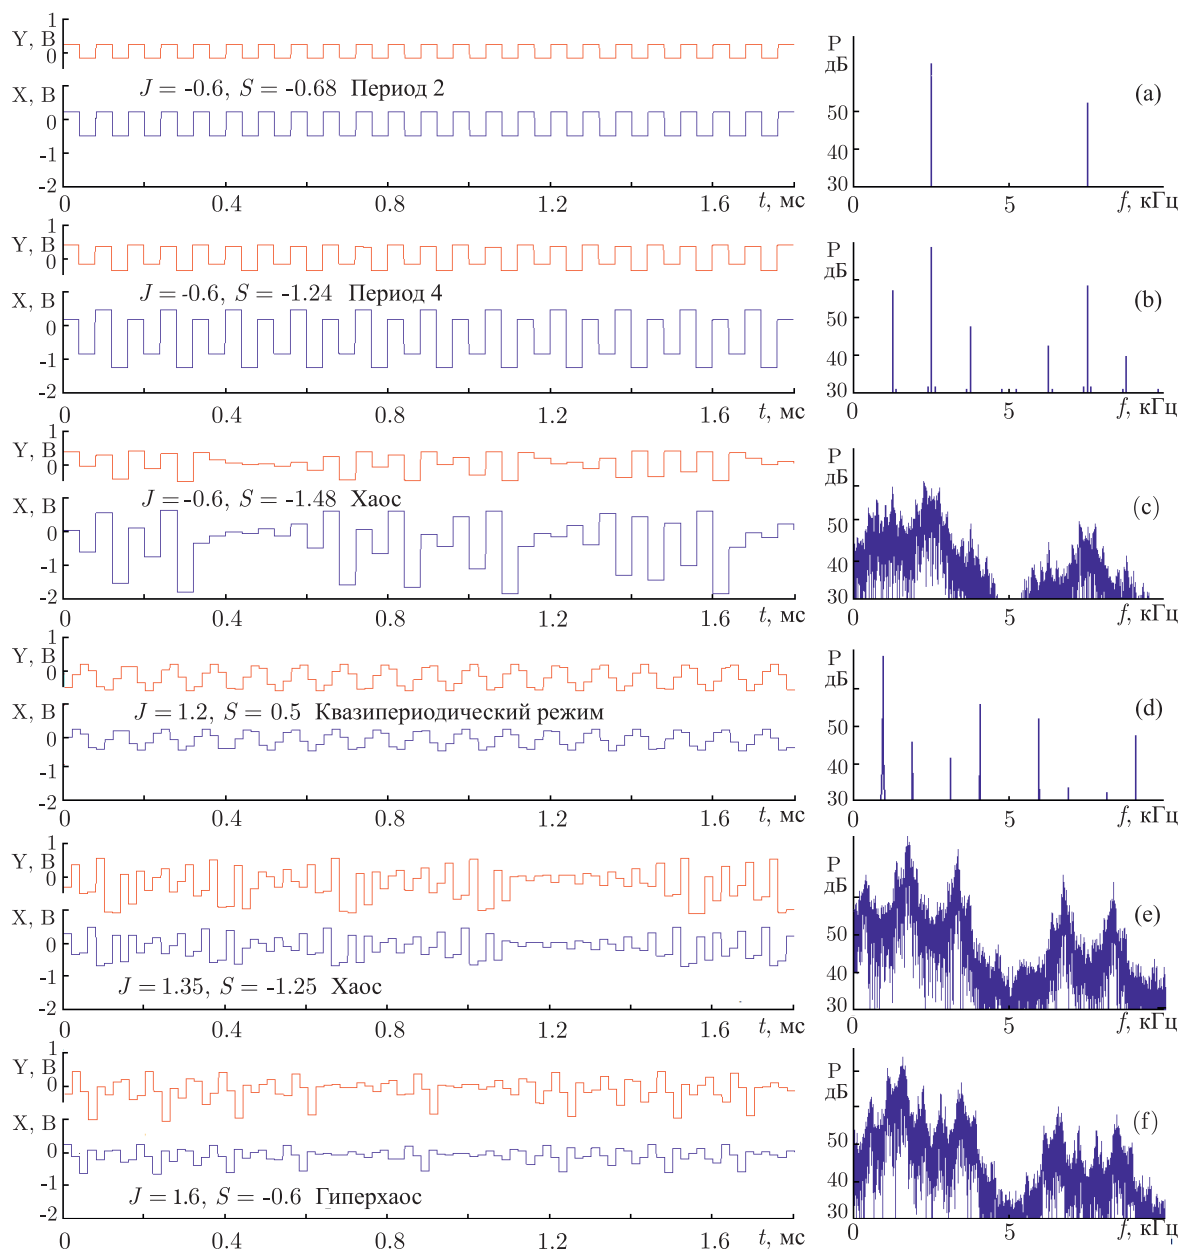 1
Y, В
0
J = -0.6, S = -0.68 Период 2
X, В
0
-1
-2
0 0.4 0.8 1.2 1.6 t, мс
P
дБ
50
40
30
0 5 f, кГц
(a)
1
Y, В
0
J = -0.6, S = -1.24 Период 4
X, В
0
-1
-2
0 0.4 0.8 1.2 1.6 t, мс
P
дБ
50
40
30
0 5 f, кГц
(b)
1
Y, В
0
J = -0.6, S = -1.48 Хаос
X, В
0
-1
-2
0 0.4 0.8 1.2 1.6 t, мс
P
дБ
50
40
30
0 5 f, кГц
(c)
1
Y, В
0
X, В
0
J = 1.2, S = 0.5 Квазипериодический режим
-1
-2
0 0.4 0.8 1.2 1.6 t, мс
P
дБ
50
40
30
0 5 f, кГц
(d)
1
Y, В
0
X, В
0
-1
J = 1.35, S = -1.25 Хаос
-2
0 0.4 0.8 1.2 1.6 t, мс
P
дБ
50
40
30
0 5 f, кГц
(e)
1
Y, В
0
X, В
0
-1
J = 1.6, S = -0.6 Гиперхаос
-2
0 0.4 0.8 1.2 1.6 t, мс
P
дБ
50
40
30
0 5 f, кГц
(f)